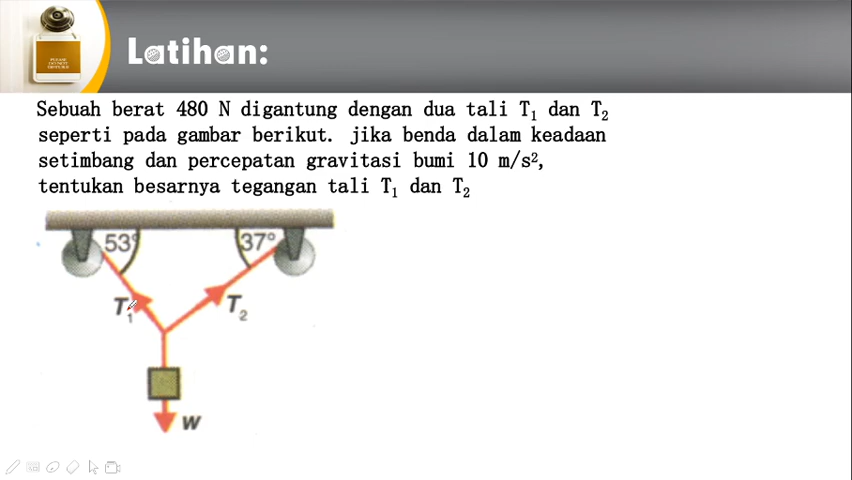 Latihan:
Sebuah berat 480 N digantung dengan dua tali T₁ dan T₂
seperti pada gambar berikut. jika benda dalam keadaan
setimbang dan percepatan gravitasi bumi 10 m/s²,
tentukan besarnya tegangan tali T₁ dan T₂
53°
37°
T₁
T₂
w